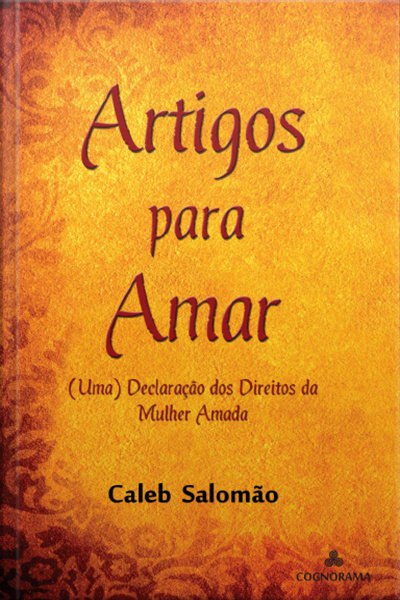 Artigos
para
Amar
(Uma) Declaração dos Direitos da
Mulher Amada
Caleb Salomão
COGNORAMA